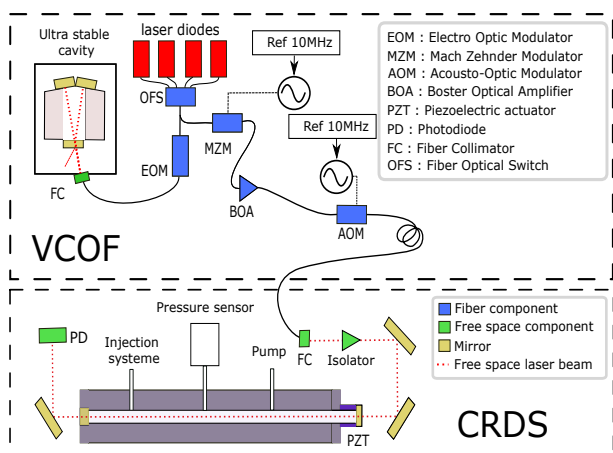 laser diodes
Ultra stable
cavity
Ref 10MHz
OFS
MZM
EOM
FC
BOA
Ref 10MHz
AOM
VCOF
EOM : Electro Optic Modulator
MZM : Mach Zehnder Modulator
AOM : Acousto-Optic Modulator
BOA : Boster Optical Amplifier
PZT : Piezoelectric actuator
PD : Photodiode
FC : Fiber Collimator
OFS : Fiber Optical Switch
Pressure sensor
PD
Injection
systeme
Pump
FC
Isolator
PZT
Fiber component
Free space component
Mirror
Free space laser beam
CRDS